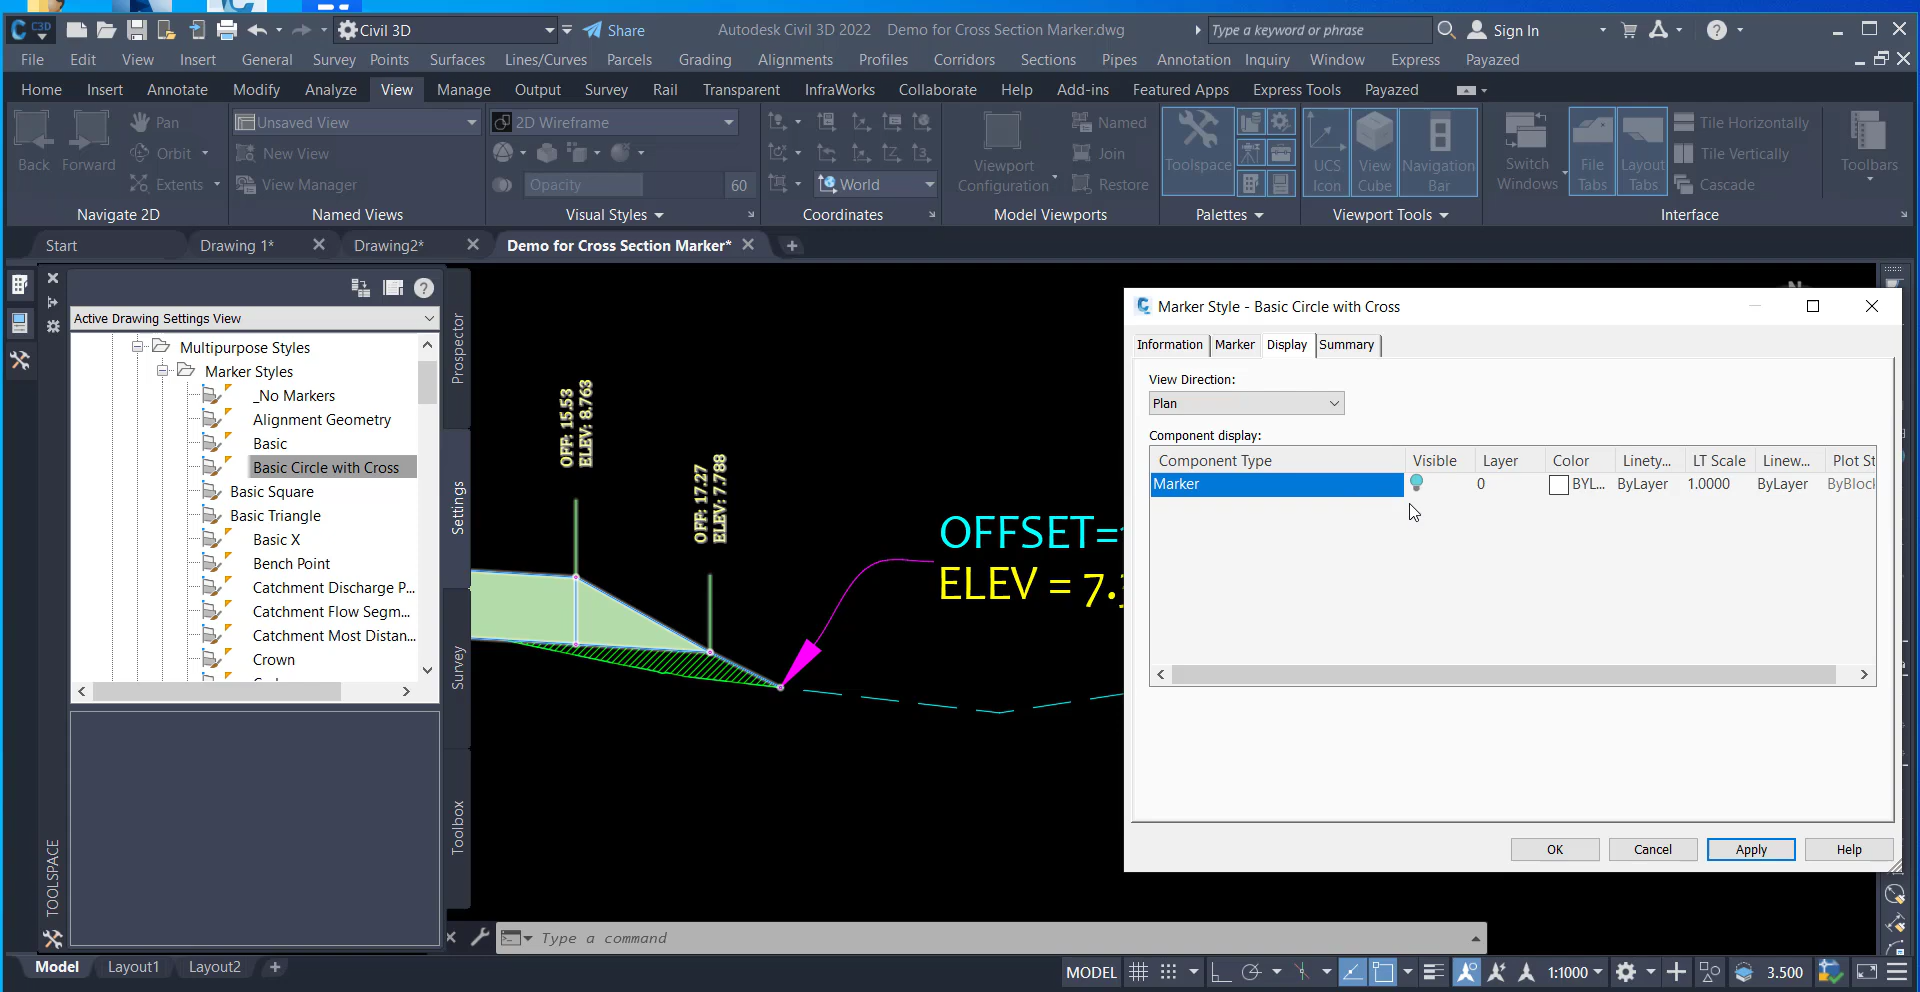 C3D
Civil 3D
Share
Autodesk Civil 3D 2022 Demo for Cross Section Marker.dwg
Type a keyword or phrase
Sign In
File Edit View Insert General Survey Points Surfaces Lines/Curves Parcels Grading Alignments Profiles Corridors Sections Pipes Annotation Inquiry Window Express Payazed
Home Insert Annotate Modify Analyze View Manage Output Survey Rail Transparent InfraWorks Collaborate Help Add-ins Featured Apps Express Tools Payazed
Pan
Orbit
Extents
Back
Forward
Navigate 2D
Unsaved View
New View
View Manager
Named Views
2D Wireframe
Opacity 60
Visual Styles
World
Coordinates
Viewport
Configuration
Named
Join
Restore
Model Viewports
Toolspace
Palettes
UCS
Icon
View
Cube
Navigation
Bar
Viewport Tools
Switch
Windows
File
Tabs
Layout
Tabs
Tile Horizontally
Tile Vertically
Cascade
Interface
Toolbars
Start
Drawing 1*
Drawing2*
Demo for Cross Section Marker*
Active Drawing Settings View
Multipurpose Styles
Marker Styles
_No Markers
Alignment Geometry
Basic
Basic Circle with Cross
Basic Square
Basic Triangle
Basic X
Bench Point
Catchment Discharge P...
Catchment Flow Segm...
Catchment Most Distan...
Crown
Prospector
Settings
Survey
Toolbox
TOOLSPACE
OFF: 15.53
ELEV: 8.763
OFF: 17.27
ELEV: 7.788
OFFSET=
ELEV = 7.
Marker Style - Basic Circle with Cross
Information Marker Display Summary
View Direction:
Plan
Component display:
Component Type Visible Layer Color Linety... LT Scale Linew... Plot St
Marker 0 BYL... ByLayer 1.0000 ByLayer ByBlock
OK Cancel Apply Help
Type a command
Model Layout1 Layout2
MODEL 1:1000 3.500